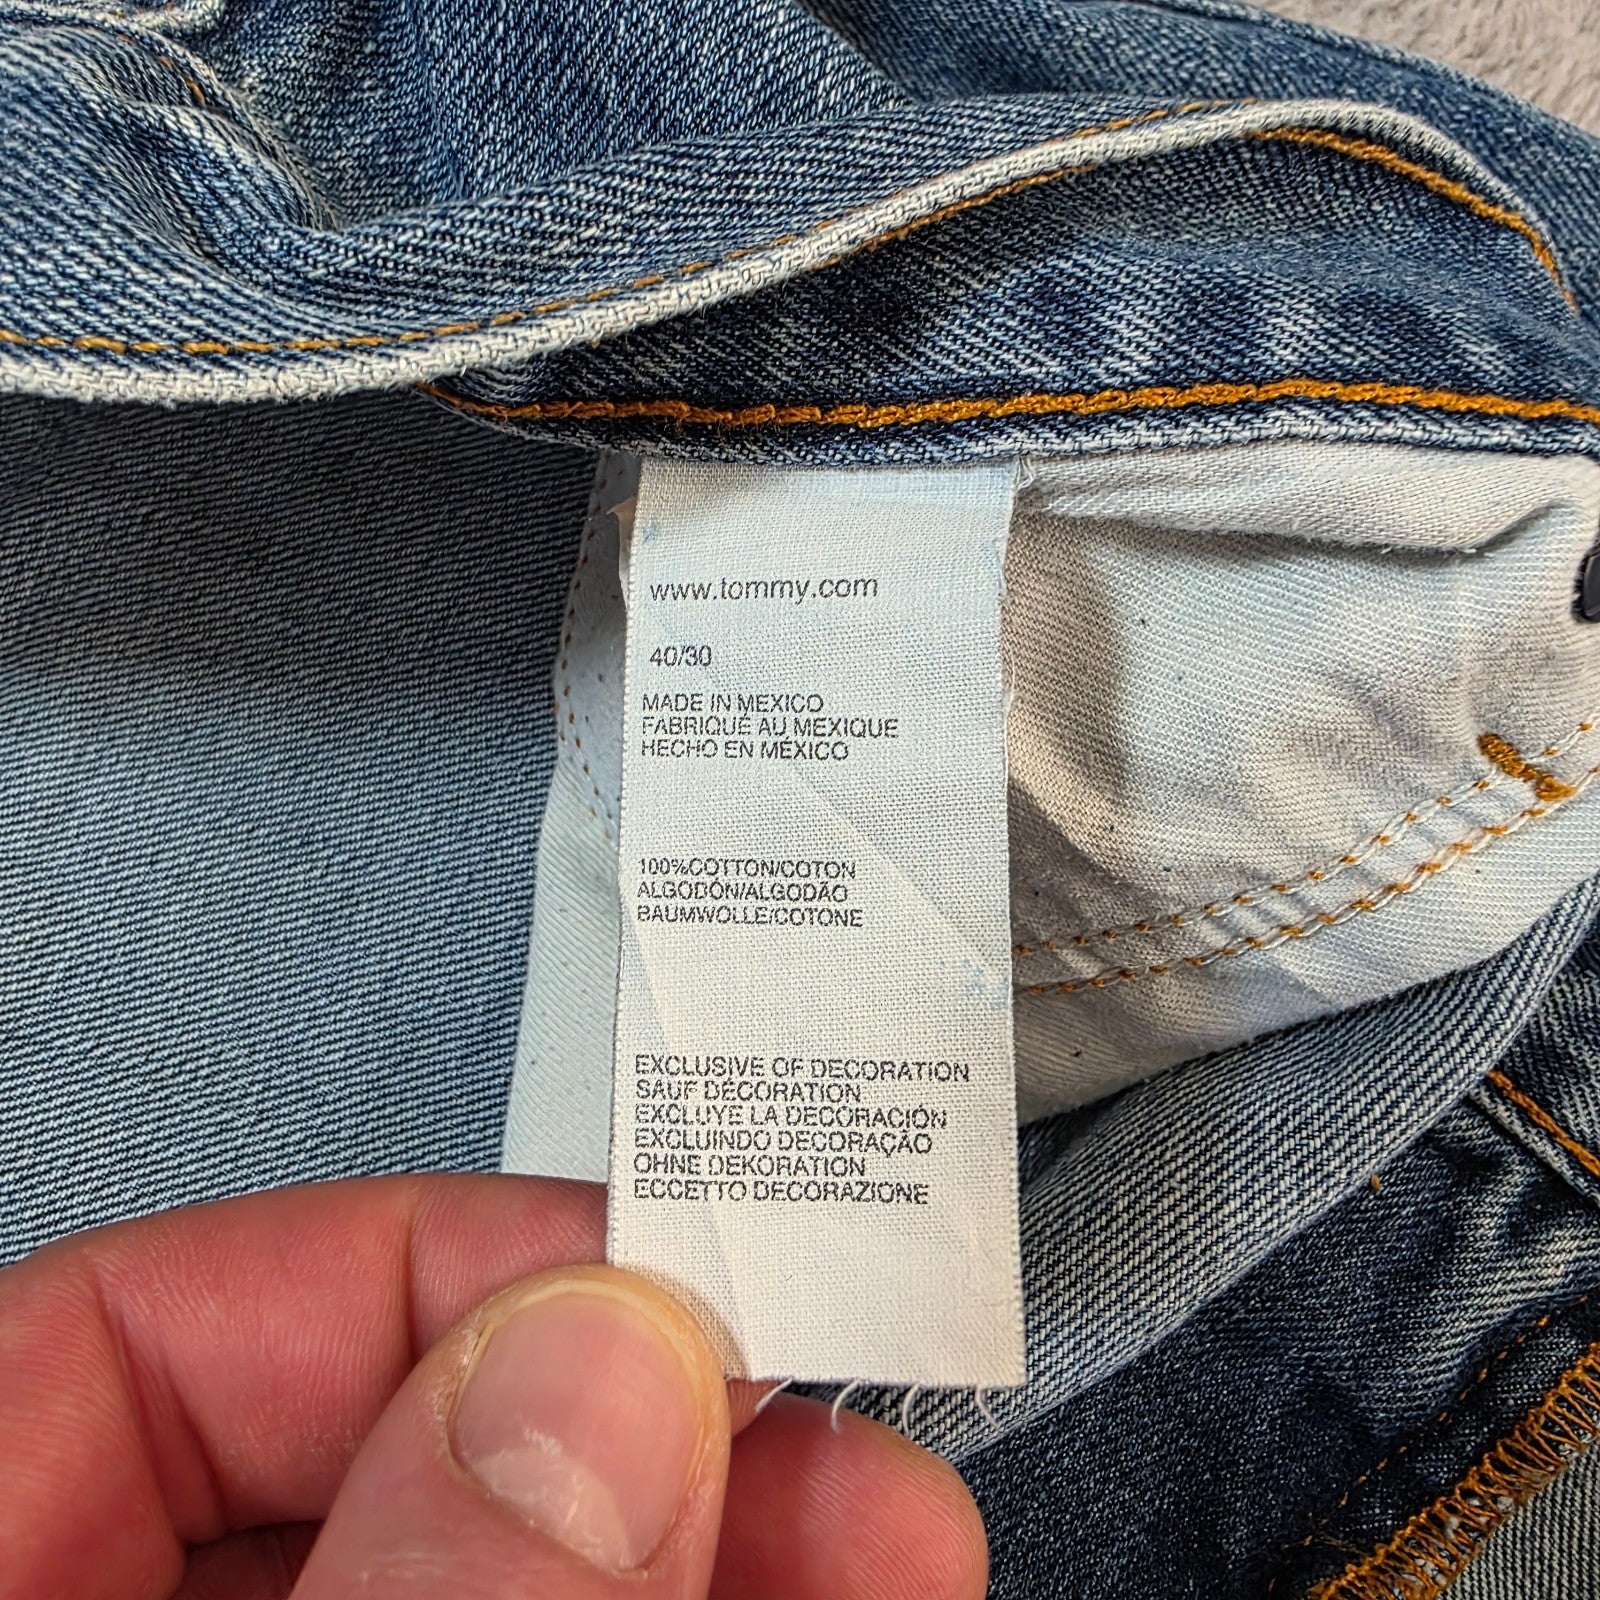 www.tommy.com
40/30
MADE IN MEXICO
FABRIQUÉ AU MEXIQUE
HECHO EN MÉXICO
100%COTTON/COTON
ALGODÓN/ALGODÃO
BAUMWOLLE/COTONE
EXCLUSIVE OF DECORATION
SAUF DÉCORATION
EXCLUYE LA DECORACIÓN
EXCLUINDO DECORAÇÃO
OHNE DEKORATION
ECCETTO DECORAZIONE